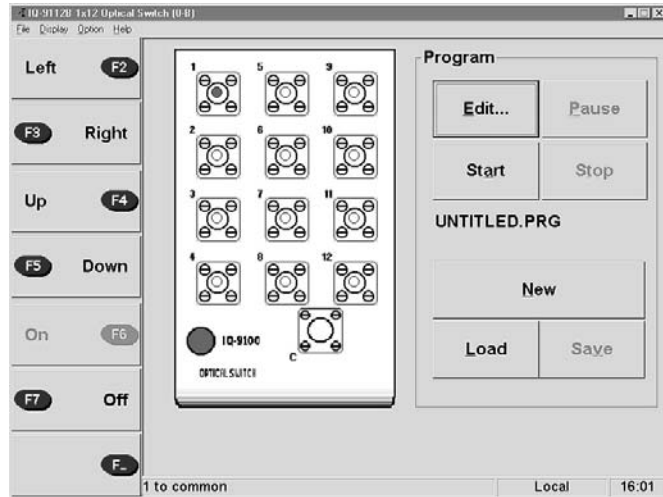 IQ-9112B 1x12 Optical Switch (0-B)
File Display Option Help
Left F2
F3 Right
Up F4
F5 Down
On F6
F7 Off
F_
1 5 9
2 6 10
3 7 11
4 8 12
IQ-9100
C
OPTICAL SWITCH
Program
Edit... Pause
Start Stop
UNTITLED.PRG
New
Load Save
1 to common Local 16:01